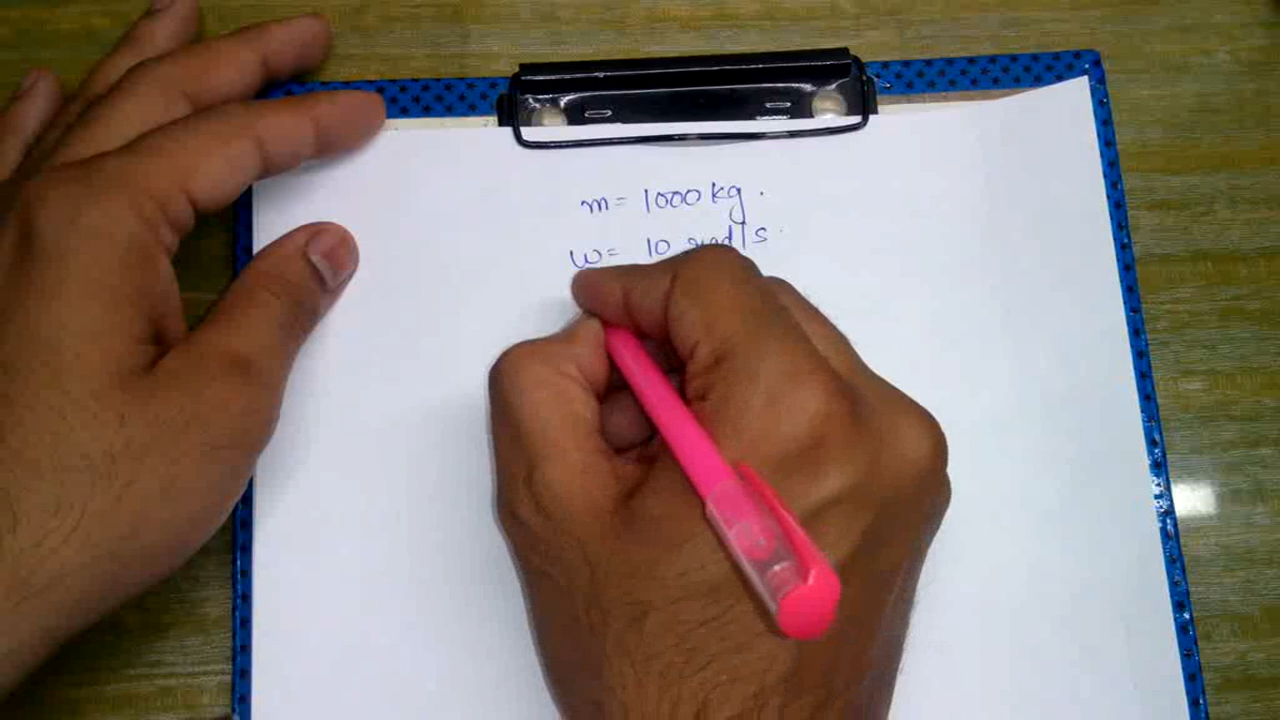 m = 1000 kg.
ω = 10 rad/s.